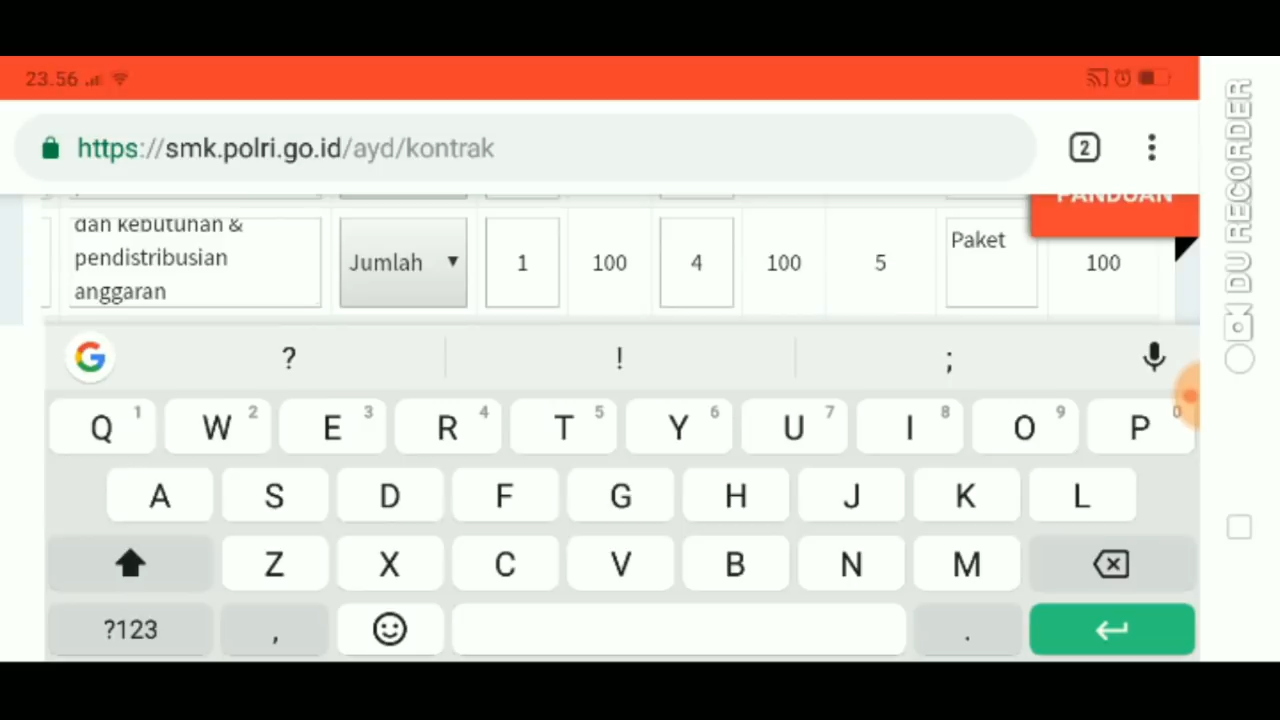 23.56
https://smk.polri.go.id/ayd/kontrak
2
PANDUAN
dan kebutuhan &
pendistribusian
anggaran
Jumlah
1
100
4
100
5
Paket
100
? ! ;
Q 1 W 2 E 3 R 4 T 5 Y 6 U 7 I 8 O 9 P 0
A S D F G H J K L
Z X C V B N M
?123 , .
DU RECORDER